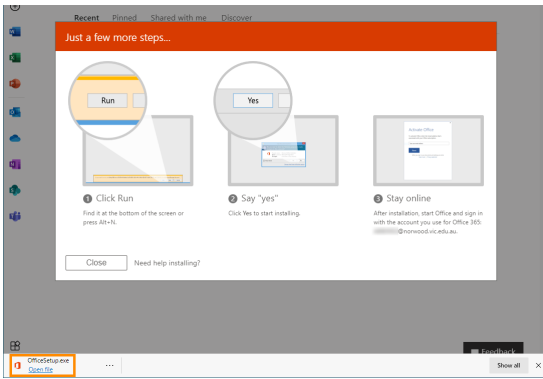 Recent Pinned Shared with me Discover
Just a few more steps...
Run
Yes
Activate Office
1 Click Run
Find it at the bottom of the screen or
press Alt+N.
2 Say "yes"
Click Yes to start installing.
3 Stay online
After installation, start Office and sign in
with the account you use for Office 365:
@norwood.vic.edu.au.
Close Need help installing?
Feedback
OfficeSetup.exe
Open file
... Show all